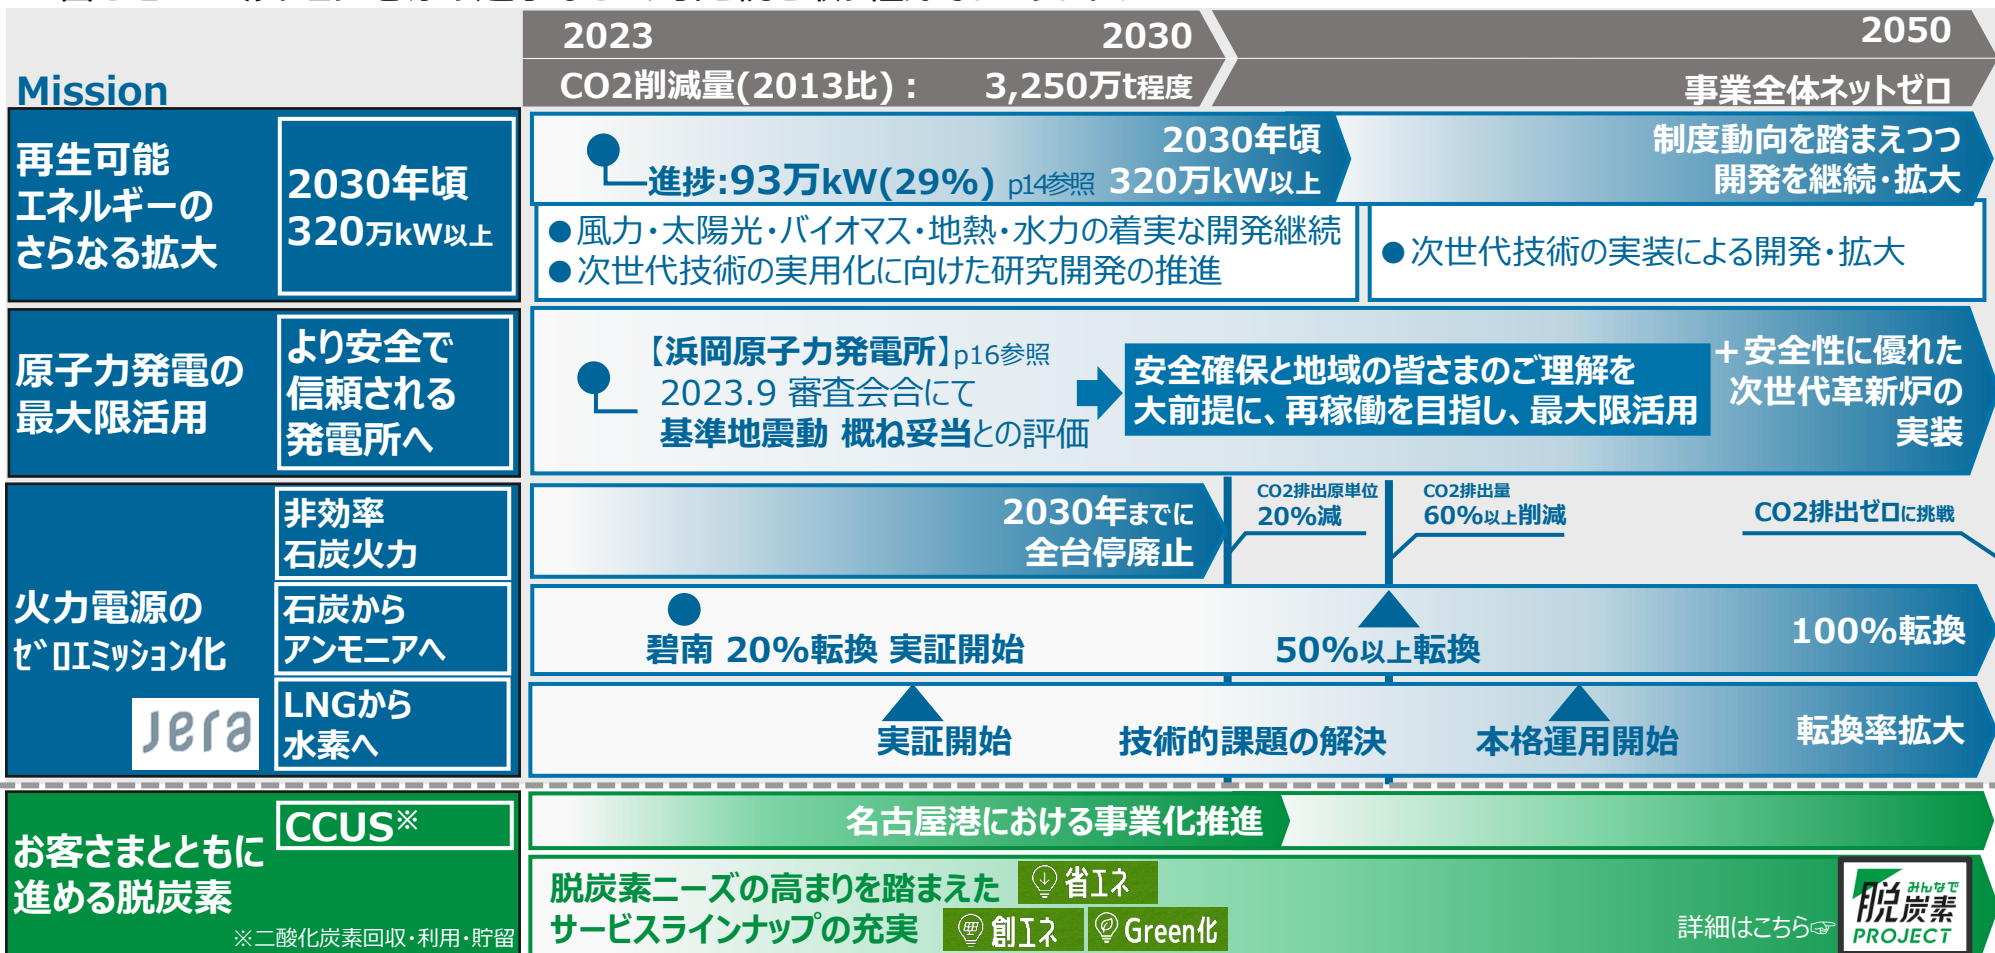 2023 2030 2050
Mission
CO2削減量(2013比)： 3,250万t程度
事業全体ネットゼロ
再生可能
エネルギーの
さらなる拡大
2030年頃
320万kW以上
進捗:93万kW(29%) p14参照
2030年頃
320万kW以上
制度動向を踏まえつつ
開発を継続・拡大
●風力・太陽光・バイオマス・地熱・水力の着実な開発継続
●次世代技術の実用化に向けた研究開発の推進
●次世代技術の実装による開発・拡大
原子力発電の
最大限活用
より安全で
信頼される
発電所へ
【浜岡原子力発電所】p16参照
2023.9 審査会合にて
基準地震動 概ね妥当との評価
安全確保と地域の皆さまのご理解を
大前提に、再稼働を目指し、最大限活用
＋安全性に優れた
次世代革新炉の
実装
火力電源の
ｾﾞﾛｴﾐｯｼｮﾝ化
Jera
非効率
石炭火力
2030年までに
全台停廃止
CO2排出原単位
20%減
CO2排出量
60%以上削減
CO2排出ゼロに挑戦
石炭から
アンモニアへ
碧南 20%転換 実証開始
50%以上転換
100%転換
LNGから
水素へ
実証開始
技術的課題の解決
本格運用開始
転換率拡大
お客さまとともに
進める脱炭素
※二酸化炭素回収・利用・貯留
CCUS※
名古屋港における事業化推進
脱炭素ニーズの高まりを踏まえた
サービスラインナップの充実
省エネ
創エネ
Green化
詳細はこちら☞
みんなで
脱炭素
PROJECT